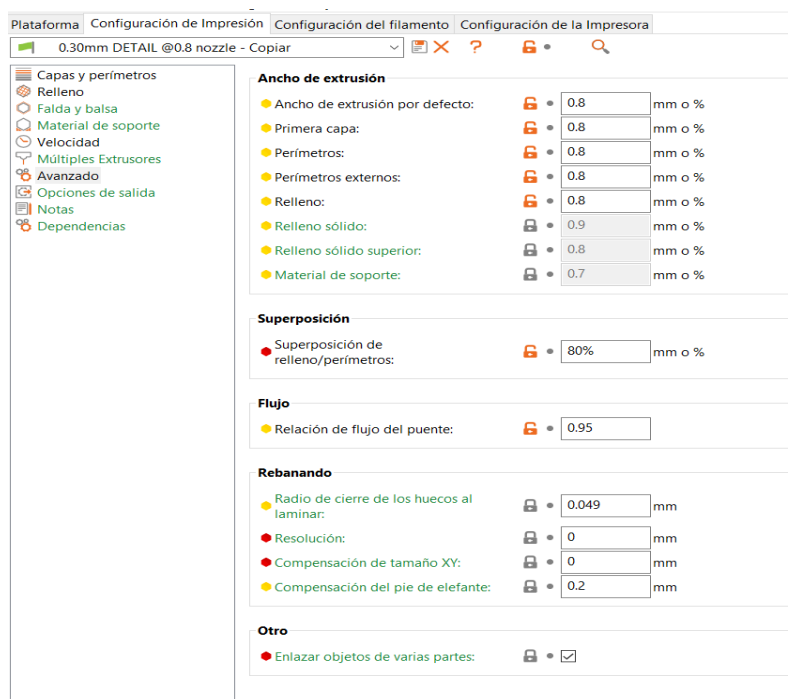 Plataforma Configuración de Impresión Configuración del filamento Configuración de la Impresora
0.30mm DETAIL @0.8 nozzle - Copiar ?
Capas y perímetros
Relleno
Falda y balsa
Material de soporte
Velocidad
Múltiples Extrusores
Avanzado
Opciones de salida
Notas
Dependencias
Ancho de extrusión
Ancho de extrusión por defecto: 0.8 mm o %
Primera capa: 0.8 mm o %
Perímetros: 0.8 mm o %
Perímetros externos: 0.8 mm o %
Relleno: 0.8 mm o %
Relleno sólido: 0.9 mm o %
Relleno sólido superior: 0.8 mm o %
Material de soporte: 0.7 mm o %
Superposición
Superposición de
relleno/perímetros: 80% mm o %
Flujo
Relación de flujo del puente: 0.95
Rebanando
Radio de cierre de los huecos al
laminar: 0.049 mm
Resolución: 0 mm
Compensación de tamaño XY: 0 mm
Compensación del pie de elefante: 0.2 mm
Otro
Enlazar objetos de varias partes: